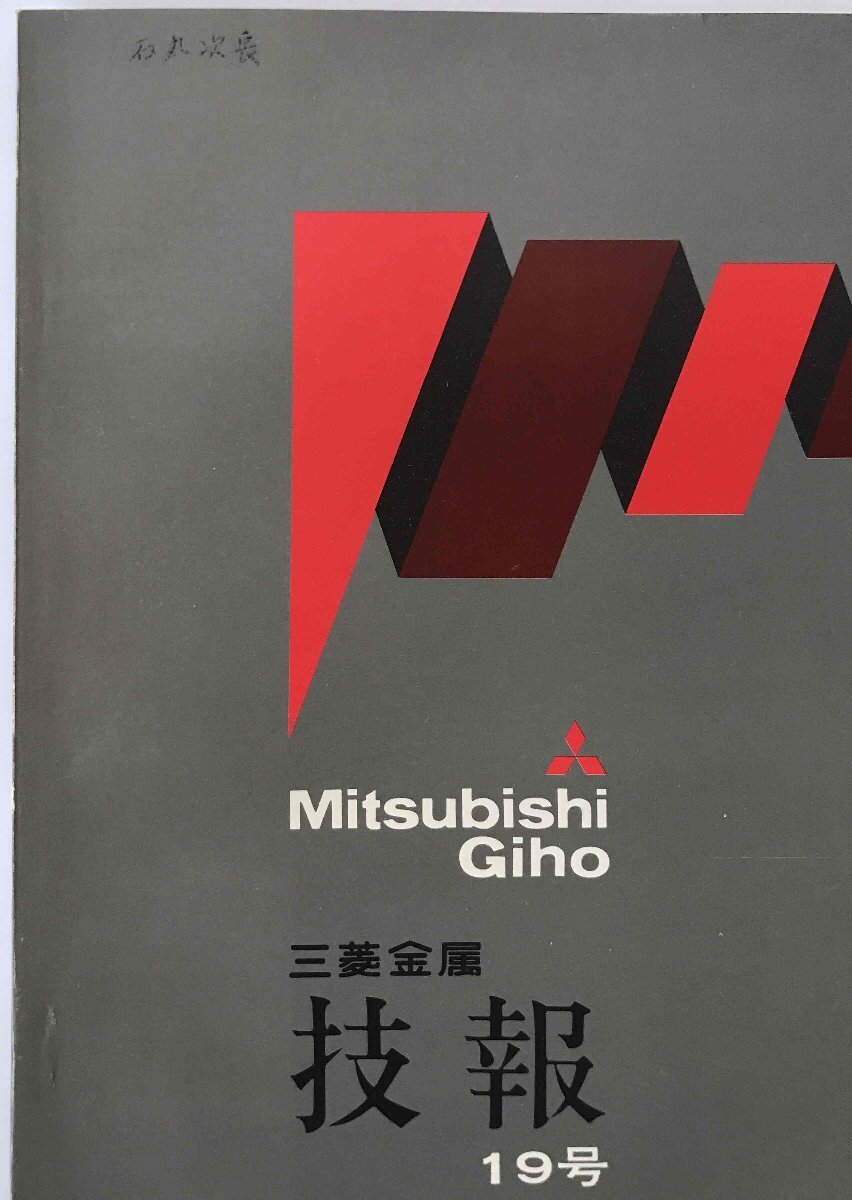 石丸次長
Mitsubishi
Giho
三菱金属
技報
19号